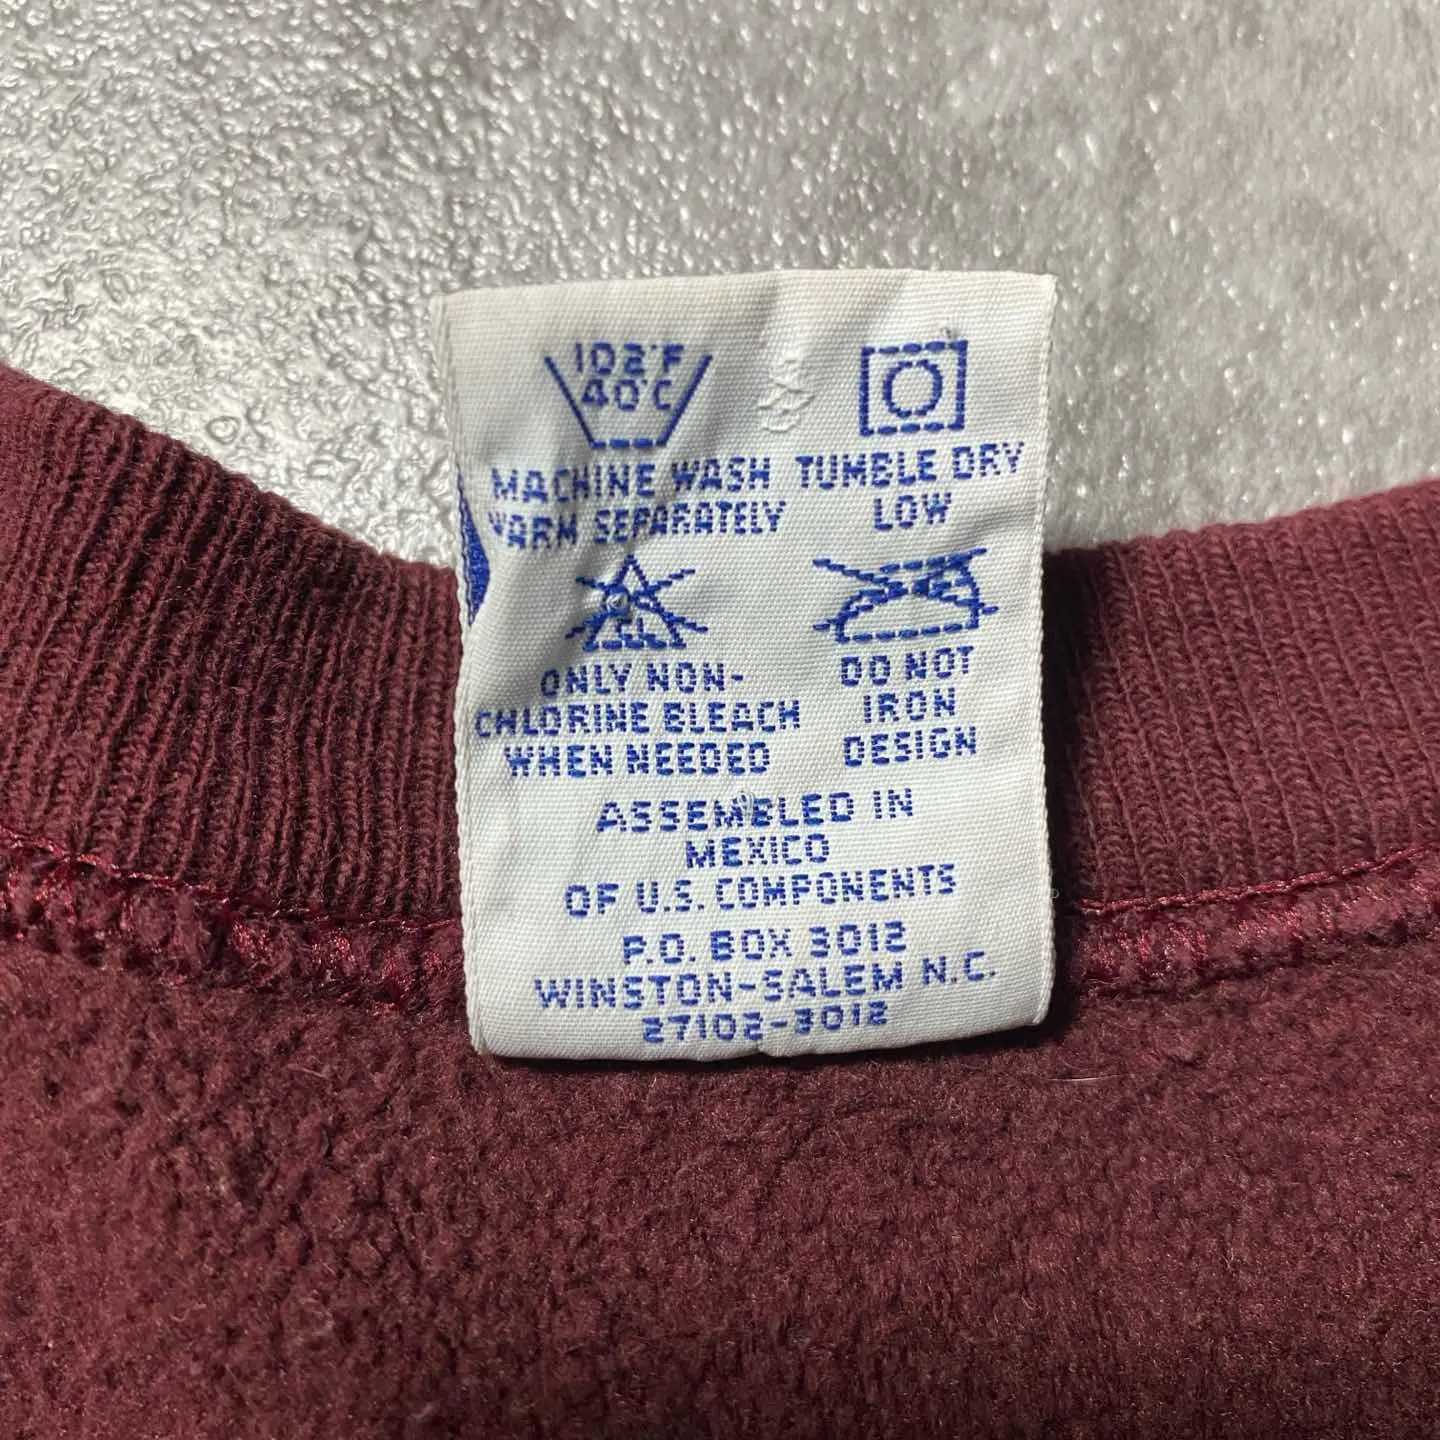 102°F
40°C
MACHINE WASH
WARM SEPARATELY
TUMBLE DRY
LOW
CL
ONLY NON-
CHLORINE BLEACH
WHEN NEEDED
DO NOT
IRON
DESIGN
ASSEMBLED IN
MEXICO
OF U.S. COMPONENTS
P.O. BOX 3012
WINSTON-SALEM N.C.
27102-3012